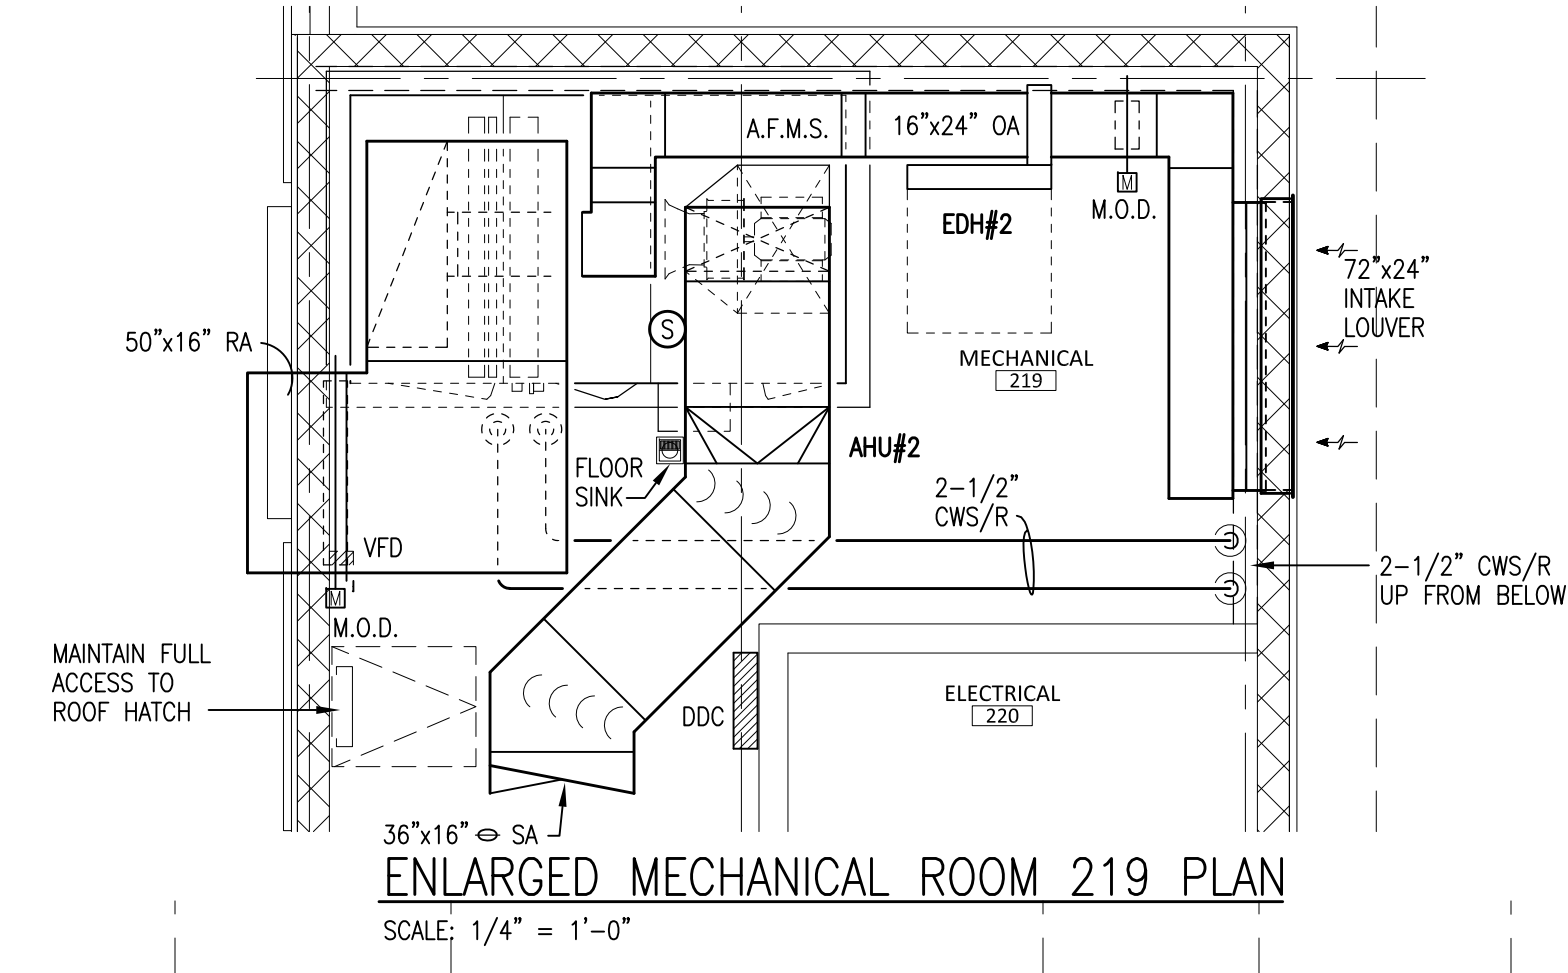 A.F.M.S.
16"x24" OA
M
M.O.D.
EDH#2
72"x24"
INTAKE
LOUVER
50"x16" RA
S
MECHANICAL
219
AHU#2
FLOOR
SINK
2-1/2"
CWS/R
VFD
2-1/2" CWS/R
UP FROM BELOW
M
M.O.D.
MAINTAIN FULL
ACCESS TO
ROOF HATCH
DDC
ELECTRICAL
220
36"x16" ⊖ SA
ENLARGED MECHANICAL ROOM 219 PLAN
SCALE: 1/4" = 1'-0"